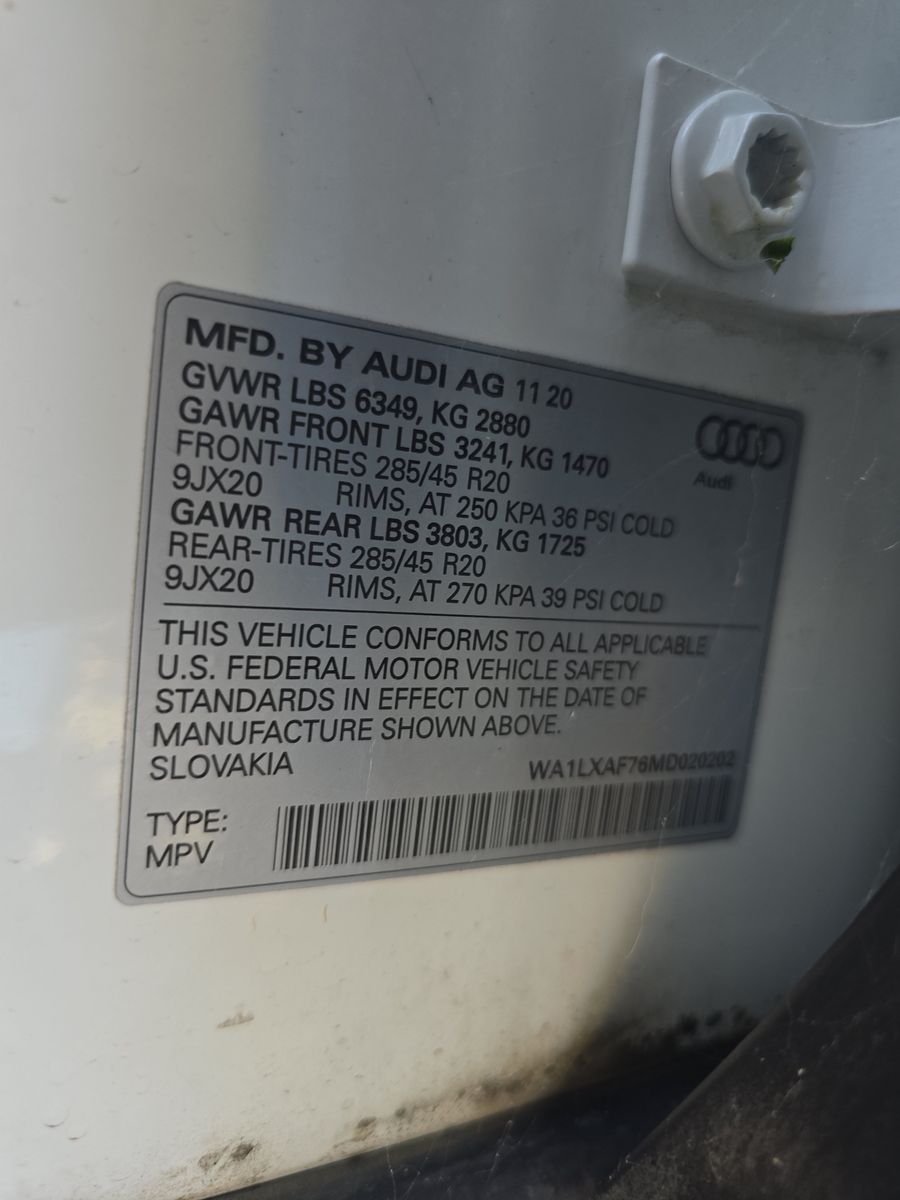 MFD. BY AUDI AG 11 20
GVWR LBS 6349, KG 2880
GAWR FRONT LBS 3241, KG 1470
FRONT-TIRES 285/45 R20
9JX20 RIMS, AT 250 KPA 36 PSI COLD
GAWR REAR LBS 3803, KG 1725
REAR-TIRES 285/45 R20
9JX20 RIMS, AT 270 KPA 39 PSI COLD
Audi
THIS VEHICLE CONFORMS TO ALL APPLICABLE
U.S. FEDERAL MOTOR VEHICLE SAFETY
STANDARDS IN EFFECT ON THE DATE OF
MANUFACTURE SHOWN ABOVE.
SLOVAKIA WA1LXAF76MD020202
TYPE:
MPV